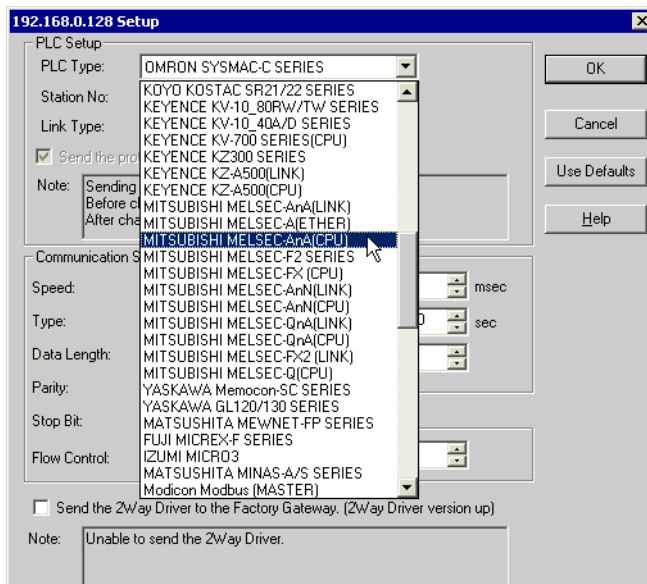 192.168.0.128 Setup
PLC Setup
PLC Type:
OMRON SYSMAC-C SERIES
OK
Station No:
Link Type:
Cancel
Send the
Use Defaults
Note:
Sending
Before
After
Help
KOYO KOSTAC SR21/22 SERIES
KEYENCE KV-10_80RW/TW SERIES
KEYENCE KV-10_40A/D SERIES
KEYENCE KV-700 SERIES(CPU)
KEYENCE KZ300 SERIES
KEYENCE KZ-A500(LINK)
KEYENCE KZ-A500(CPU)
MITSUBISHI MELSEC-AnA(LINK)
MITSUBISHI MELSEC-A(ETHER)
MITSUBISHI MELSEC-AnA(CPU)
MITSUBISHI MELSEC-F2 SERIES
MITSUBISHI MELSEC-FX (CPU)
MITSUBISHI MELSEC-AnN(LINK)
MITSUBISHI MELSEC-AnN(CPU)
MITSUBISHI MELSEC-QnA(LINK)
MITSUBISHI MELSEC-QnA(CPU)
MITSUBISHI MELSEC-FX2 (LINK)
MITSUBISHI MELSEC-Q(CPU)
YASKAWA Memocon-SC SERIES
YASKAWA GL120/130 SERIES
MATSUSHITA MEWNET-FP SERIES
FUJI MICREX-F SERIES
IZUMI MICRO3
MATSUSHITA MINAS-A/S SERIES
Modicon Modbus (MASTER)
Communication
Speed:
msec
Type:
sec
Data Length:
Parity:
Stop Bit:
Flow Control:
Send the 2Way Driver to the Factory Gateway. (2Way Driver version up)
Note:
Unable to send the 2Way Driver.